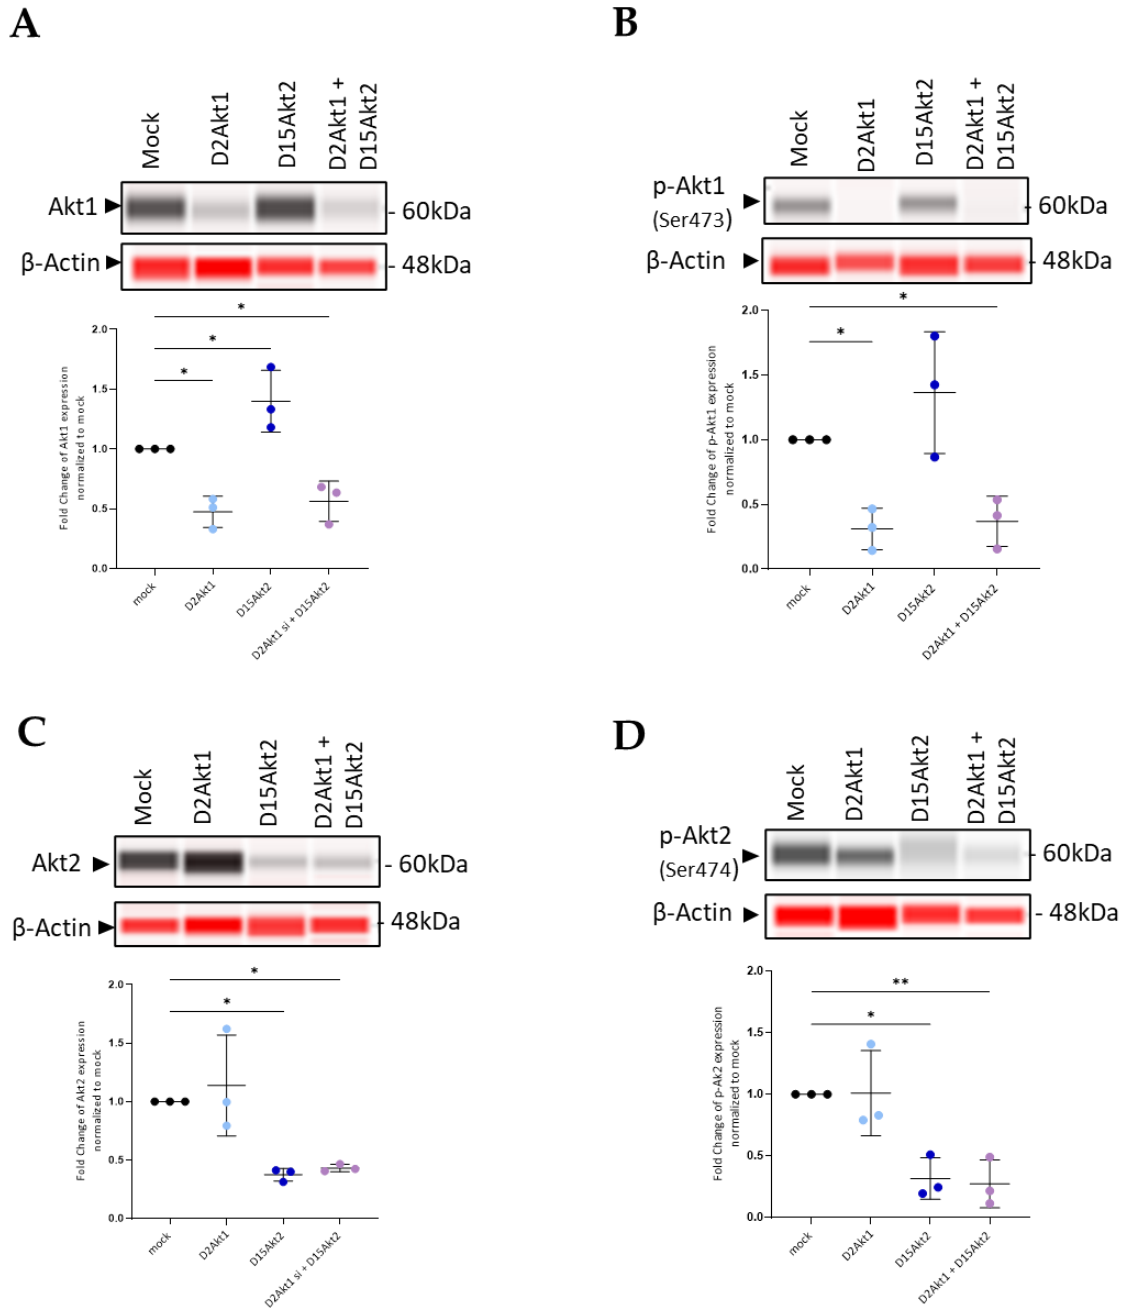 A
Mock
D2Akt1
D15Akt2
D2Akt1 +
D15Akt2
Akt1
- 60kDa
β-Actin
- 48kDa
*
*
*
Fold Change of Akt1 expression
normalized to mock
2.0
1.5
1.0
0.5
0.0
mock
D2Akt1
D15Akt2
D2Akt1 si + D15Akt2
B
Mock
D2Akt1
D15Akt2
D2Akt1 +
D15Akt2
p-Akt1
(Ser473)
- 60kDa
β-Actin
- 48kDa
*
*
Fold Change of p-Akt1 expression
normalized to mock
2.0
1.5
1.0
0.5
0.0
mock
D2Akt1
D15Akt2
D2Akt1 + D15Akt2
C
Mock
D2Akt1
D15Akt2
D2Akt1 +
D15Akt2
Akt2
- 60kDa
β-Actin
- 48kDa
*
*
Fold Change of Akt2 expression
normalized to mock
2.0
1.5
1.0
0.5
0.0
mock
D2Akt1
D15Akt2
D2Akt1 si + D15Akt2
D
Mock
D2Akt1
D15Akt2
D2Akt1 +
D15Akt2
p-Akt2
(Ser474)
- 60kDa
β-Actin
- 48kDa
**
*
Fold Change of p-Ak2 expression
normalized to mock
2.0
1.5
1.0
0.5
0.0
mock
D2Akt1
D15Akt2
D2Akt1 + D15Akt2